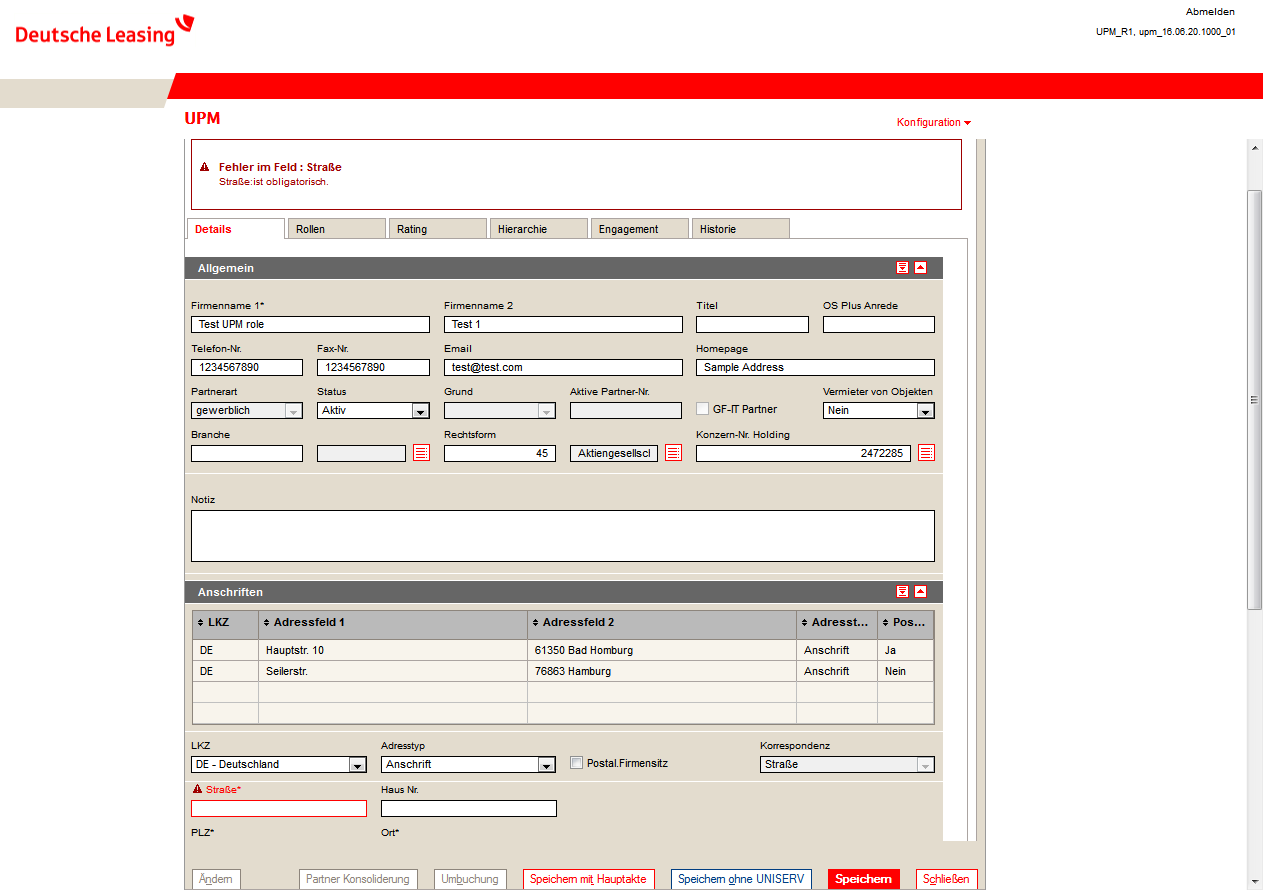 Deutsche Leasing
Abmelden
UPM_R1, upm_16.06.20.1000_01
UPM
Konfiguration
Fehler im Feld : Straße
Straße:ist obligatorisch.
Details Rollen Rating Hierarchie Engagement Historie
Allgemein
Firmenname 1* Firmenname 2 Titel OS Plus Anrede
Test UPM role Test 1
Telefon-Nr. Fax-Nr. Email Homepage
1234567890 1234567890 test@test.com Sample Address
Partnerart Status Grund Aktive Partner-Nr. Vermieter von Objekten
gewerblich Aktiv GF-IT Partner Nein
Branche Rechtsform Konzern-Nr. Holding
45 Aktiengesellscl 2472285
Notiz
Anschriften
LKZ Adressfeld 1 Adressfeld 2 Adresst... Pos...
DE Hauptstr. 10 61350 Bad Homburg Anschrift Ja
DE Seilerstr. 76863 Hamburg Anschrift Nein
LKZ Adresstyp Korrespondenz
DE - Deutschland Anschrift Postal.Firmensitz Straße
Straße* Haus Nr.
PLZ* Ort*
Ändern Partner Konsolidierung Umbuchung Speichern mit Hauptakte Speichern ohne UNISERV Speichern Schließen